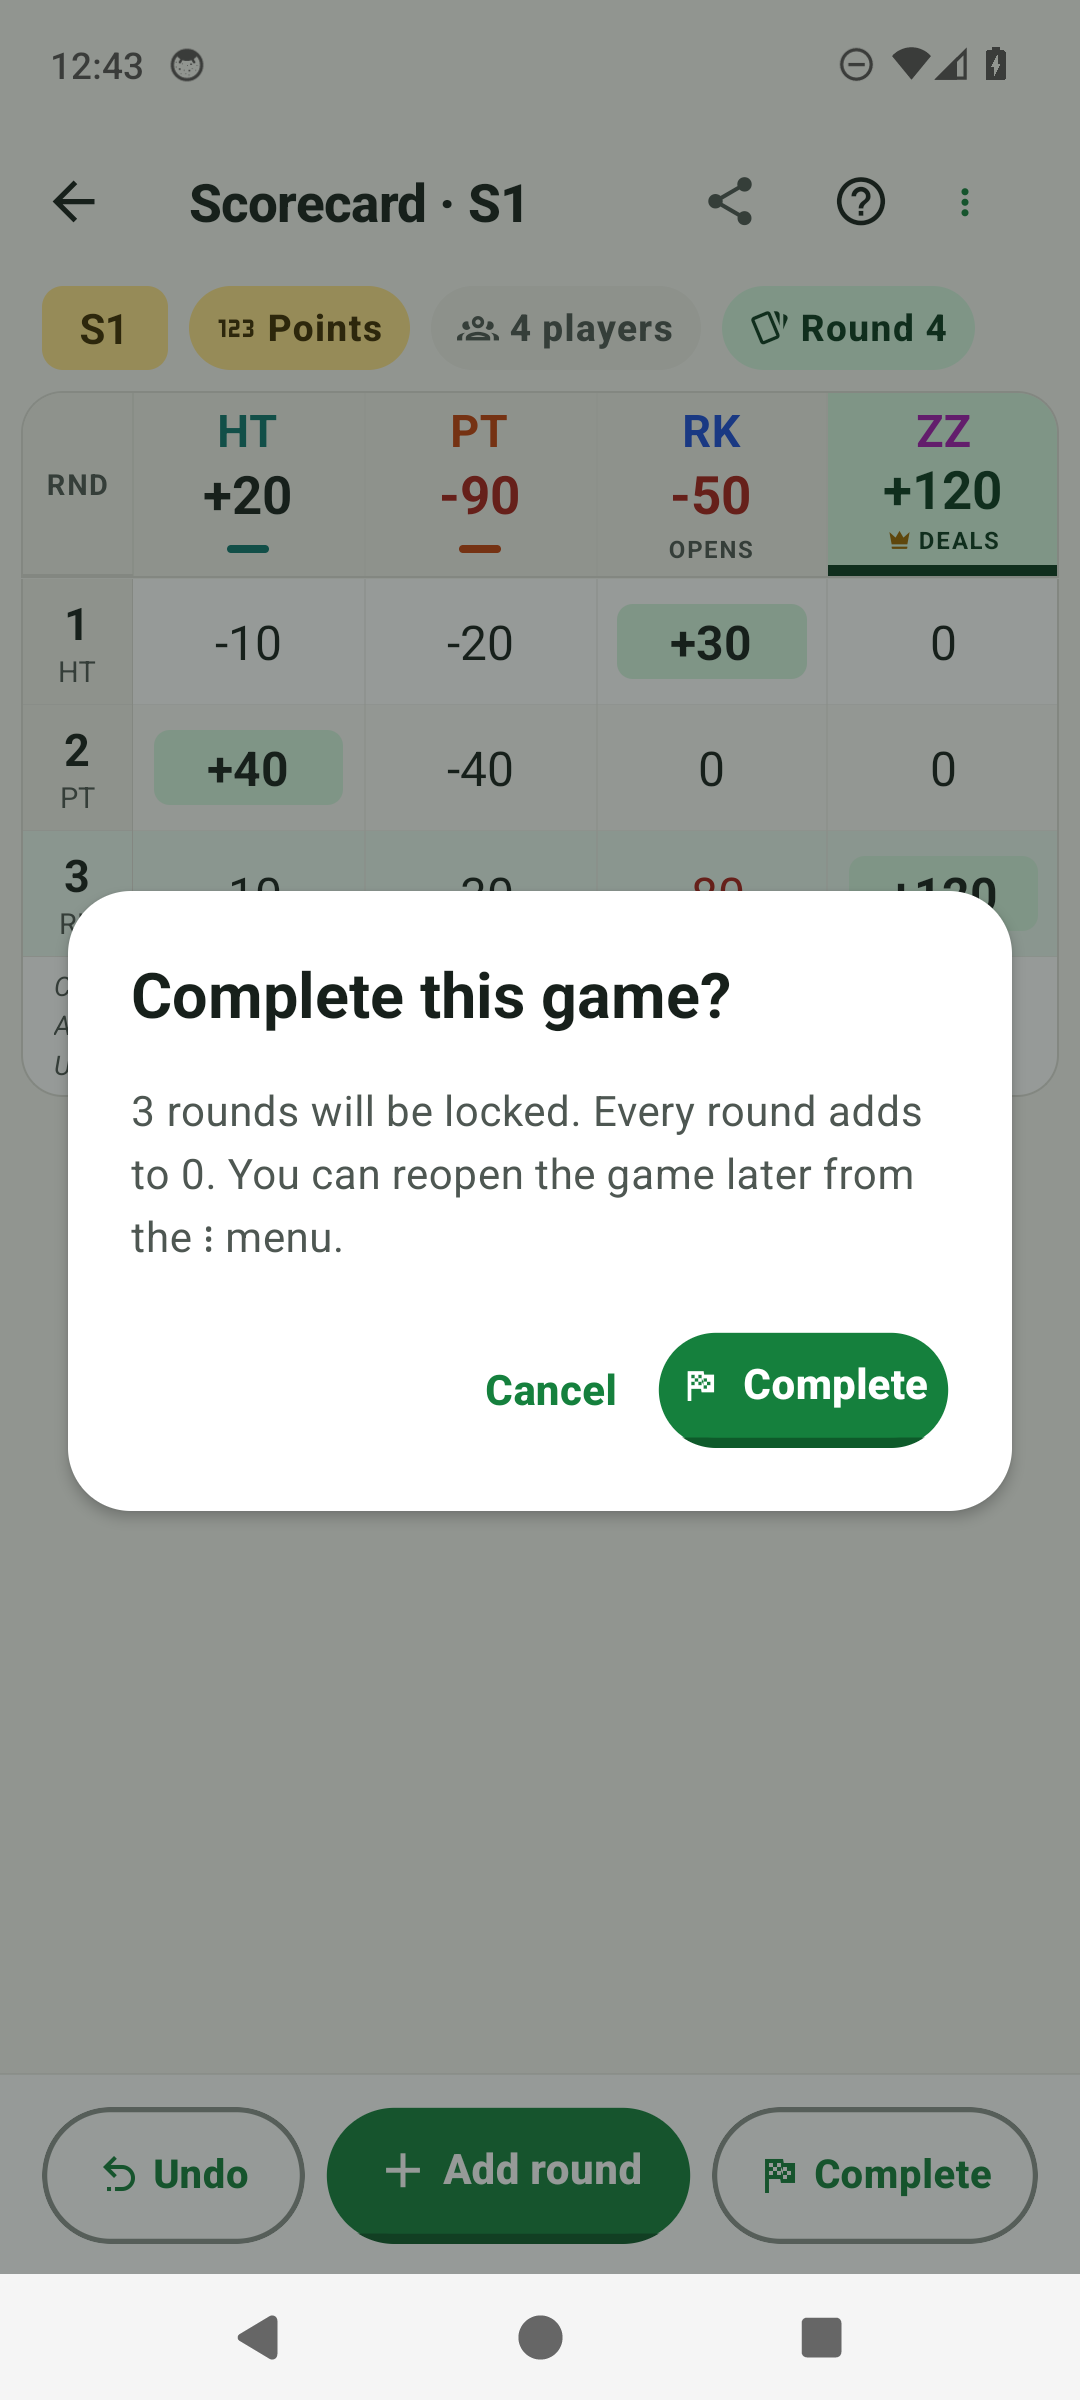 12:43
Scorecard · S1
S1
123 Points
4 players
Round 4
RND
HT
PT
RK
ZZ
+20
-90
-50
+120
OPENS
DEALS
1
HT
-10
-20
+30
0
2
PT
+40
-40
0
0
3
Complete this game?
3 rounds will be locked. Every round adds
to 0. You can reopen the game later from
the ⋮ menu.
Cancel
Complete
Undo
+ Add round
Complete